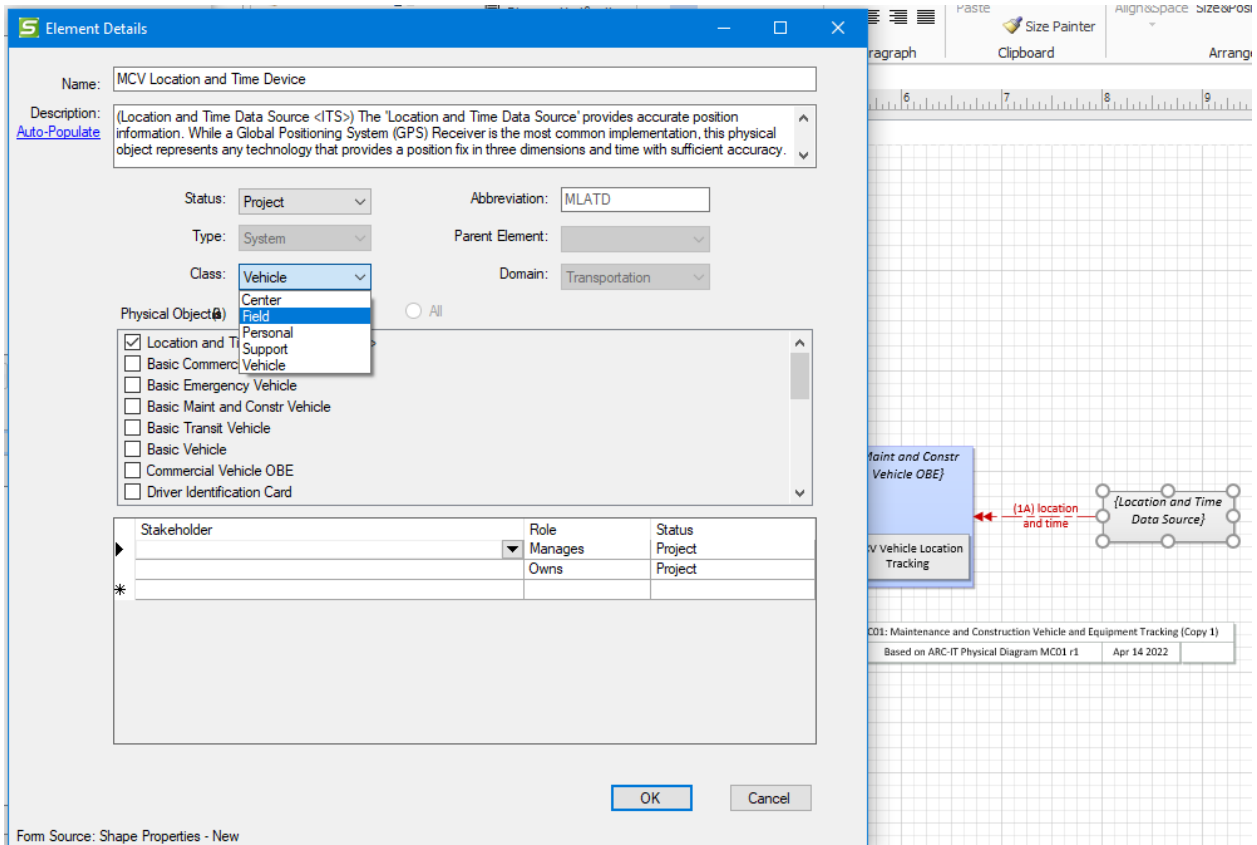 Element Details
Name:
MCV Location and Time Device
Description:
Auto-Populate
(Location and Time Data Source <ITS>) The 'Location and Time Data Source' provides accurate position
information. While a Global Positioning System (GPS) Receiver is the most common implementation, this physical
object represents any technology that provides a position fix in three dimensions and time with sufficient accuracy.
Status: Project
Abbreviation: MLATD
Type: System
Parent Element:
Class: Vehicle
Domain: Transportation
Center
Field
Personal
Support
Vehicle
Physical Object(s)
All
Location and Ti
Basic Commerc
Basic Emergency Vehicle
Basic Maint and Constr Vehicle
Basic Transit Vehicle
Basic Vehicle
Commercial Vehicle OBE
Driver Identification Card
Stakeholder Role Status
Manages Project
Owns Project
OK
Cancel
Form Source: Shape Properties - New
Paste
Size Painter
Align&Space Size&Posi
ragraph
Clipboard
Arrange
6 7 8 9
Maint and Constr
Vehicle OBE}
(1A) location
and time
{Location and Time
Data Source}
V Vehicle Location
Tracking
C01: Maintenance and Construction Vehicle and Equipment Tracking (Copy 1)
Based on ARC-IT Physical Diagram MC01 r1
Apr 14 2022